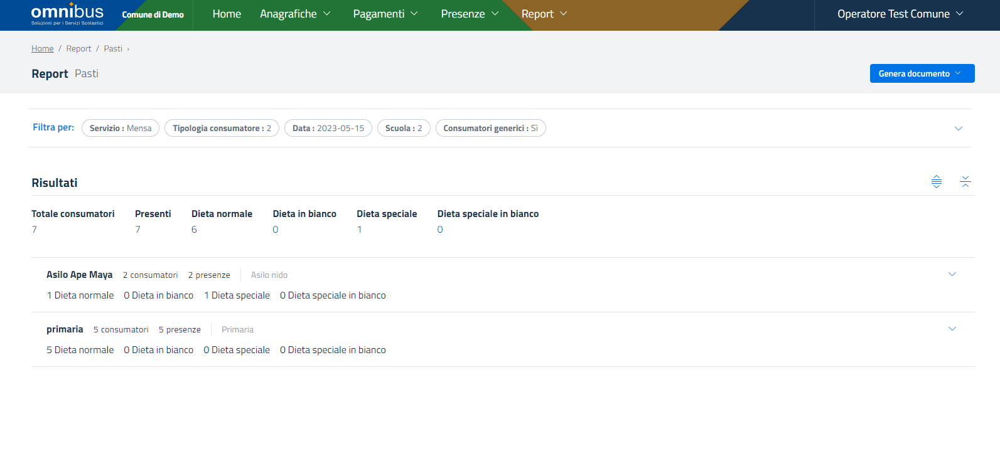 omnibus
Soluzioni per i Servizi Scolastici
Comune di Demo
Home
Anagrafiche
Pagamenti
Presenze
Report
Operatore Test Comune
Home / Report / Pasti ›
Report Pasti
Genera documento
Filtra per: Servizio : Mensa Tipologia consumatore : 2 Data : 2023-05-15 Scuola : 2 Consumatori generici : Sì
Risultati
Totale consumatori Presenti Dieta normale Dieta in bianco Dieta speciale Dieta speciale in bianco
7 7 6 0 1 0
Asilo Ape Maya 2 consumatori 2 presenze Asilo nido
1 Dieta normale 0 Dieta in bianco 1 Dieta speciale 0 Dieta speciale in bianco
primaria 5 consumatori 5 presenze Primaria
5 Dieta normale 0 Dieta in bianco 0 Dieta speciale 0 Dieta speciale in bianco